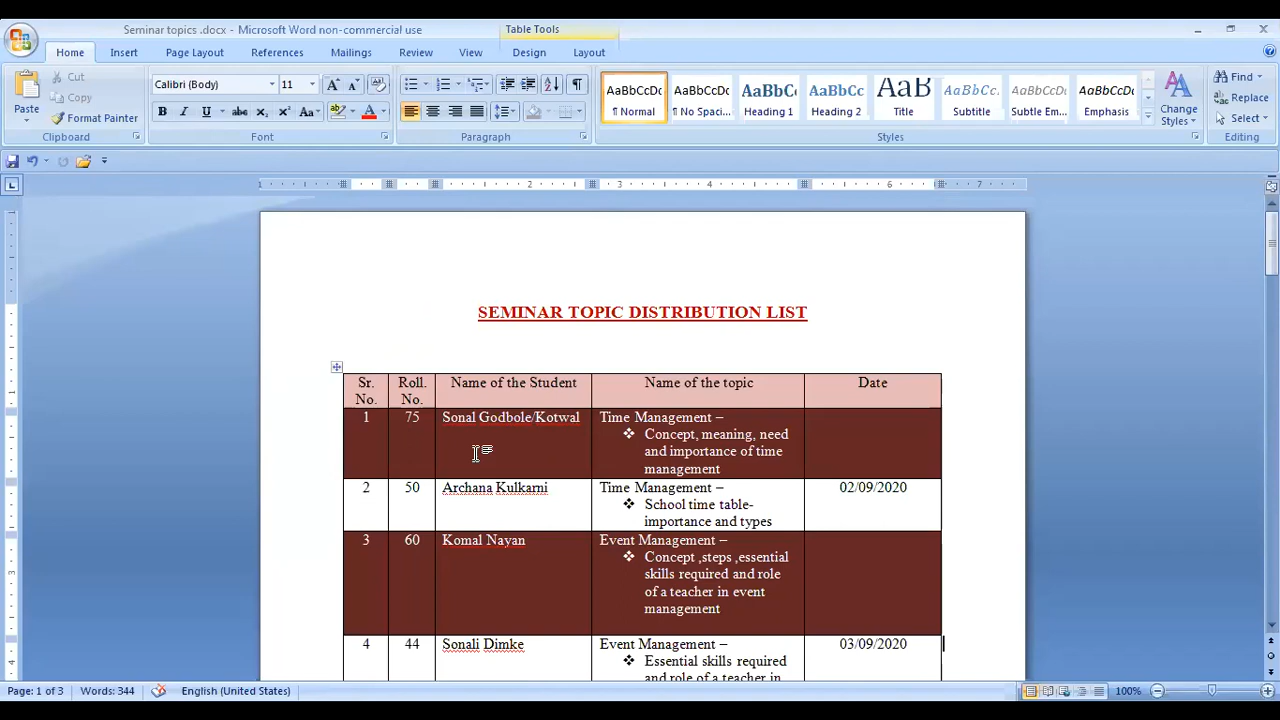 Seminar topics .docx - Microsoft Word non-commercial use
Table Tools
Home Insert Page Layout References Mailings Review View Design Layout
Paste
Cut
Copy
Format Painter
Clipboard
Calibri (Body) 11
Font
Paragraph
AaBbCcDc AaBbCcDc AaBbCc AaBbCc AaB AaBbCc. AaBbCcDc AaBbCcDc
¶ Normal ¶ No Spaci... Heading 1 Heading 2 Title Subtitle Subtle Em... Emphasis
Change Styles
Styles
Find
Replace
Select
Editing
SEMINAR TOPIC DISTRIBUTION LIST
Sr. No. Roll. No. Name of the Student Name of the topic Date
1 75 Sonal Godbole/Kotwal Time Management –
❖ Concept, meaning, need
and importance of time
management
2 50 Archana Kulkarni Time Management – 02/09/2020
❖ School time table-
importance and types
3 60 Komal Nayan Event Management –
❖ Concept ,steps ,essential
skills required and role
of a teacher in event
management
4 44 Sonali Dimke Event Management – 03/09/2020
❖ Essential skills required
and role of a teacher in
Page: 1 of 3 Words: 344 English (United States) 100%